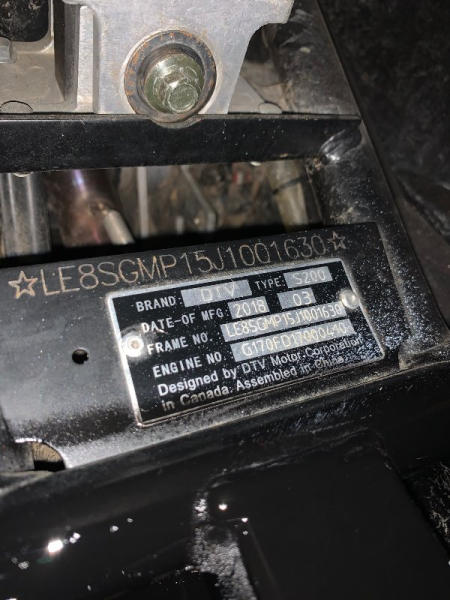 ☆LE8SGMP15J1001630☆
BRAND: DTV TYPE: S200
DATE-OF MFG 2018 03
FRAME NO. LE8SGMP15J1001630
ENGINE NO. G170FD17000410
Designed by DTV Motor Corporation
in Canada. Assembled in China.